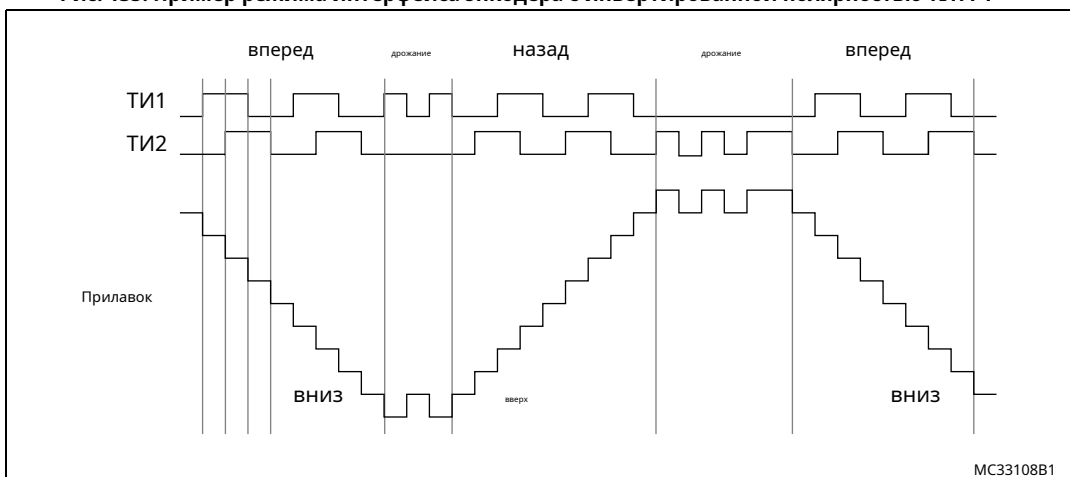 вперед дрожание назад дрожание вперед
ТИ1
ТИ2
Прилавок
вниз вверх вниз
MC33108B1